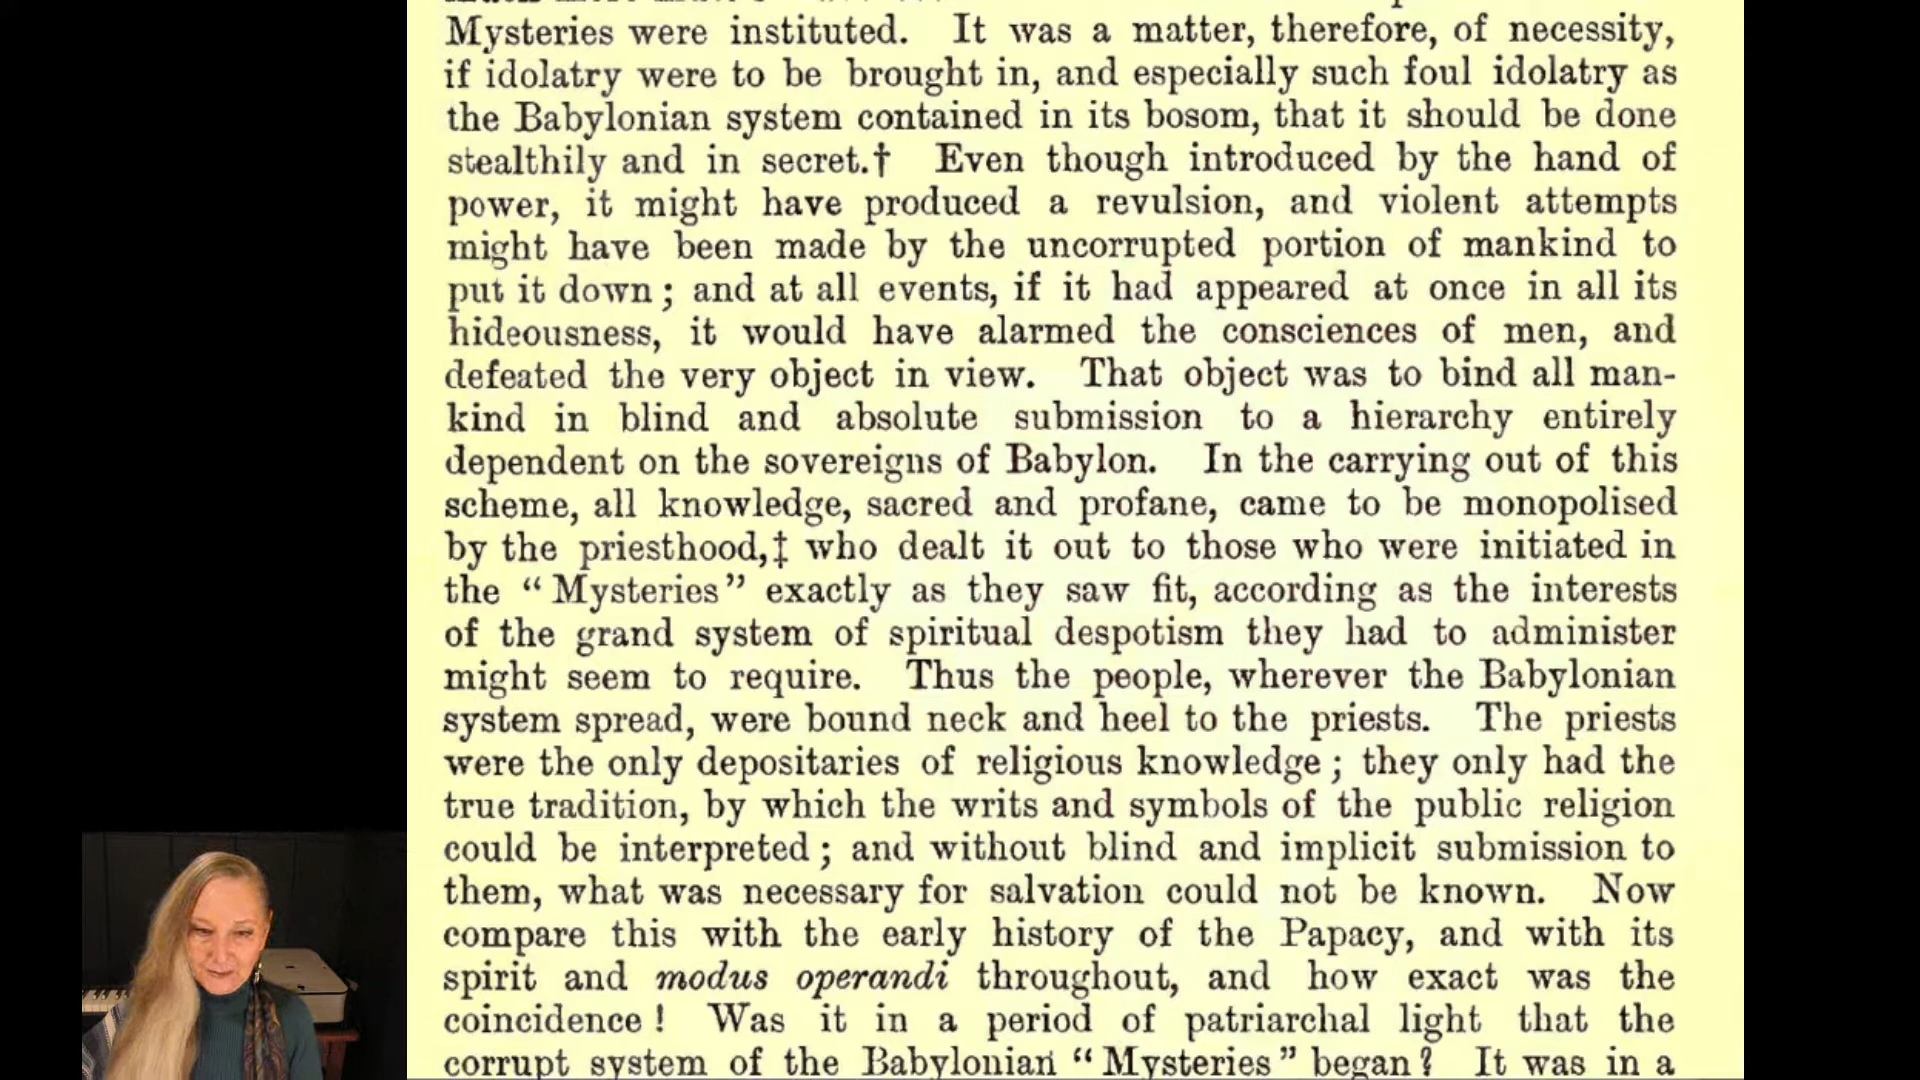 Mysteries were instituted. It was a matter, therefore, of necessity,
if idolatry were to be brought in, and especially such foul idolatry as
the Babylonian system contained in its bosom, that it should be done
stealthily and in secret.† Even though introduced by the hand of
power, it might have produced a revulsion, and violent attempts
might have been made by the uncorrupted portion of mankind to
put it down ; and at all events, if it had appeared at once in all its
hideousness, it would have alarmed the consciences of men, and
defeated the very object in view. That object was to bind all man-
kind in blind and absolute submission to a hierarchy entirely
dependent on the sovereigns of Babylon. In the carrying out of this
scheme, all knowledge, sacred and profane, came to be monopolised
by the priesthood,‡ who dealt it out to those who were initiated in
the “ Mysteries ” exactly as they saw fit, according as the interests
of the grand system of spiritual despotism they had to administer
might seem to require. Thus the people, wherever the Babylonian
system spread, were bound neck and heel to the priests. The priests
were the only depositaries of religious knowledge ; they only had the
true tradition, by which the writs and symbols of the public religion
could be interpreted ; and without blind and implicit submission to
them, what was necessary for salvation could not be known. Now
compare this with the early history of the Papacy, and with its
spirit and modus operandi throughout, and how exact was the
coincidence ! Was it in a period of patriarchal light that the
corrupt system of the Babylonian “ Mysteries ” began ? It was in a